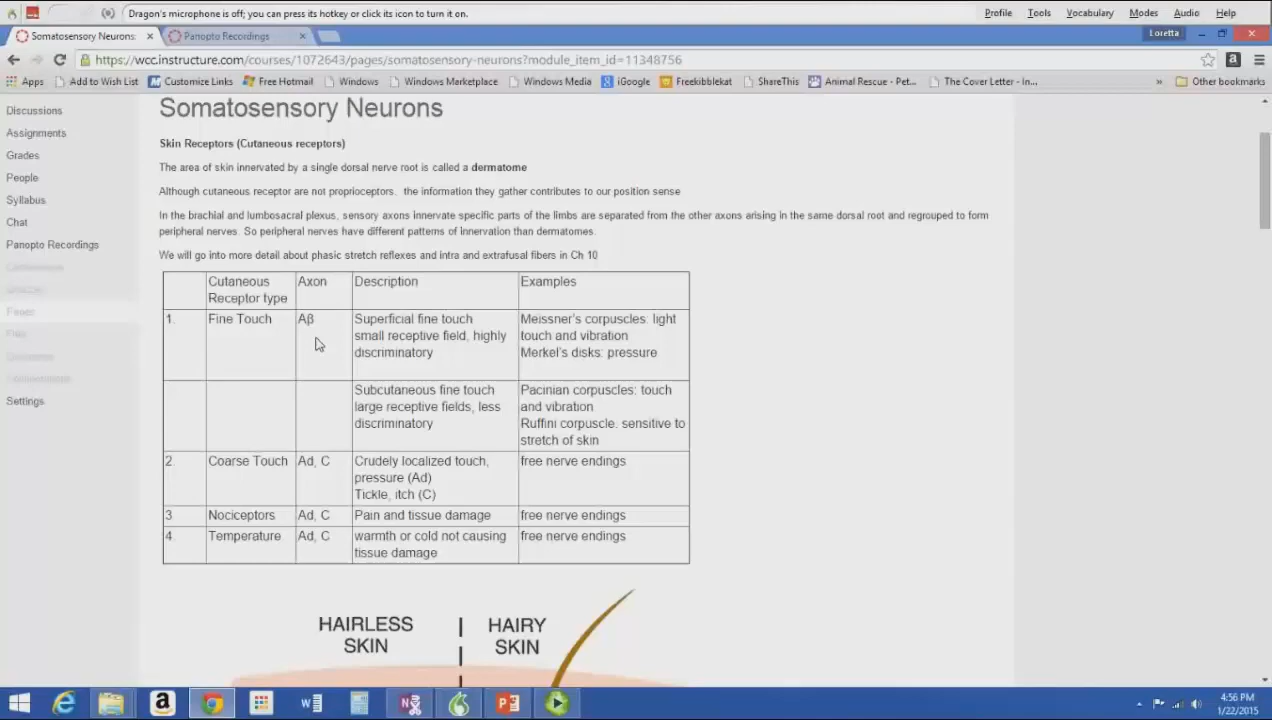 Dragon's microphone is off; you can press its hotkey or click its icon to turn it on.
Profile Tools Vocabulary Modes Audio Help
Somatosensory Neurons: Panopto Recordings
Loretta
https://wcc.instructure.com/courses/1072643/pages/somatosensory-neurons?module_item_id=11348756
Apps Add to Wish List Customize Links Free Hotmail Windows Windows Marketplace Windows Media iGoogle Freekibblekat ShareThis Animal Rescue - Pet... The Cover Letter - In... » Other bookmarks
Discussions
Assignments
Grades
People
Syllabus
Chat
Panopto Recordings
Pages
Files
Settings
Somatosensory Neurons
Skin Receptors (Cutaneous receptors)
The area of skin innervated by a single dorsal nerve root is called a dermatome
Although cutaneous receptor are not proprioceptors, the information they gather contributes to our position sense
In the brachial and lumbosacral plexus, sensory axons innervate specific parts of the limbs are separated from the other axons arising in the same dorsal root and regrouped to form
peripheral nerves. So peripheral nerves have different patterns of innervation than dermatomes.
We will go into more detail about phasic stretch reflexes and intra and extrafusal fibers in Ch 10
Cutaneous
Receptor type
Axon
Description
Examples
1.
Fine Touch
Aβ
Superficial fine touch
small receptive field, highly
discriminatory
Meissner's corpuscles: light
touch and vibration
Merkel's disks: pressure
Subcutaneous fine touch
large receptive fields, less
discriminatory
Pacinian corpuscles: touch
and vibration
Ruffini corpuscle. sensitive to
stretch of skin
2.
Coarse Touch
Ad, C
Crudely localized touch,
pressure (Ad)
Tickle, itch (C)
free nerve endings
3
Nociceptors
Ad, C
Pain and tissue damage
free nerve endings
4.
Temperature
Ad, C
warmth or cold not causing
tissue damage
free nerve endings
HAIRLESS
SKIN
HAIRY
SKIN
4:56 PM
1/22/2015